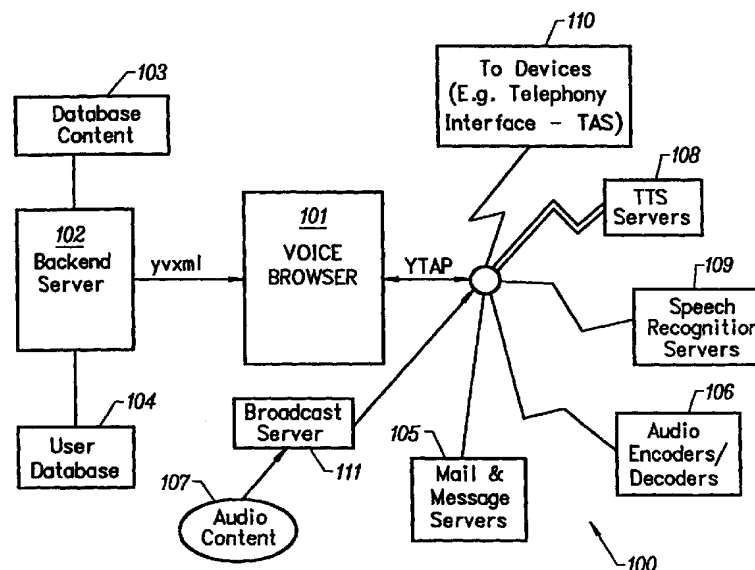 110
To Devices
(E.g. Telephony
Interface - TAS)
103
Database
Content
108
TTS
Servers
102
Backend
Server
yvxml
101
VOICE
BROWSER
YTAP
109
Speech
Recognition
Servers
104
User
Database
Broadcast
Server
111
107
Audio
Content
105
Mail &
Message
Servers
106
Audio
Encoders/
Decoders
100